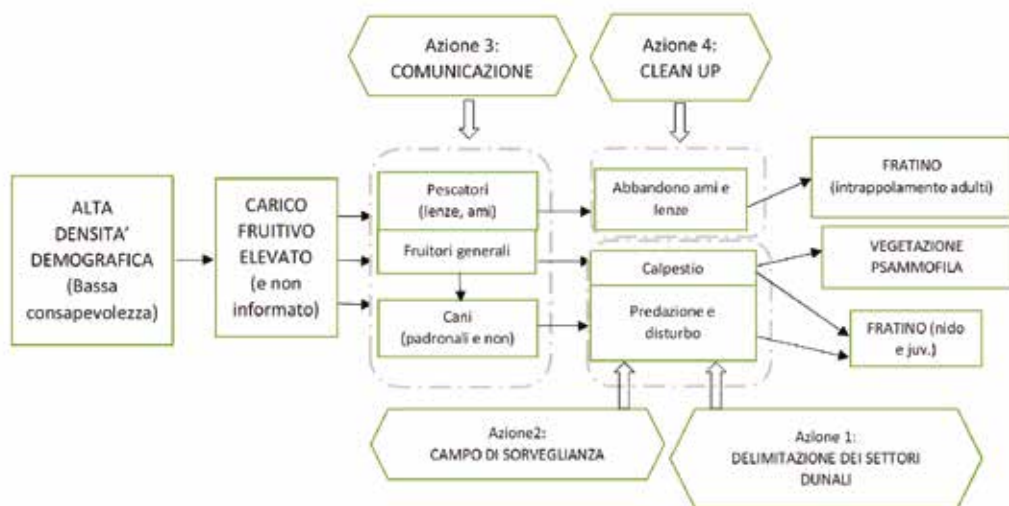 Azione 3:
COMUNICAZIONE
Azione 4:
CLEAN UP
ALTA
DENSITA'
DEMOGRAFICA
(Bassa
consapevolezza)
CARICO
FRUITIVO
ELEVATO
(e non
informato)
Pescatori
(lenze, ami)
Fruitori generali
Cani
(padronali e non)
Abbandono ami e
lenze
Calpestio
Predazione e
disturbo
FRATINO
(intrappolamento adulti)
VEGETAZIONE
PSAMMOFILA
FRATINO (nido
e juv.)
Azione2:
CAMPO DI SORVEGLIANZA
Azione 1:
DELIMITAZIONE DEI SETTORI
DUNALI